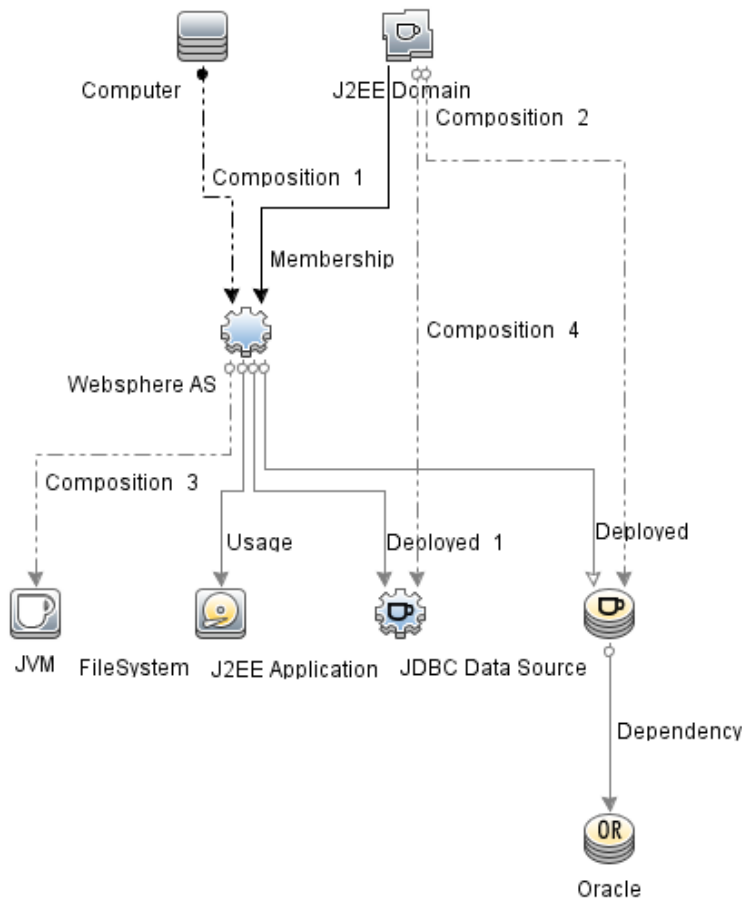 Computer
J2EE Domain
Composition 2
Composition 1
Membership
Composition 4
Websphere AS
Composition 3
Usage
Deployed 1
Deployed
JVM
FileSystem
J2EE Application
JDBC Data Source
Dependency
OR
Oracle